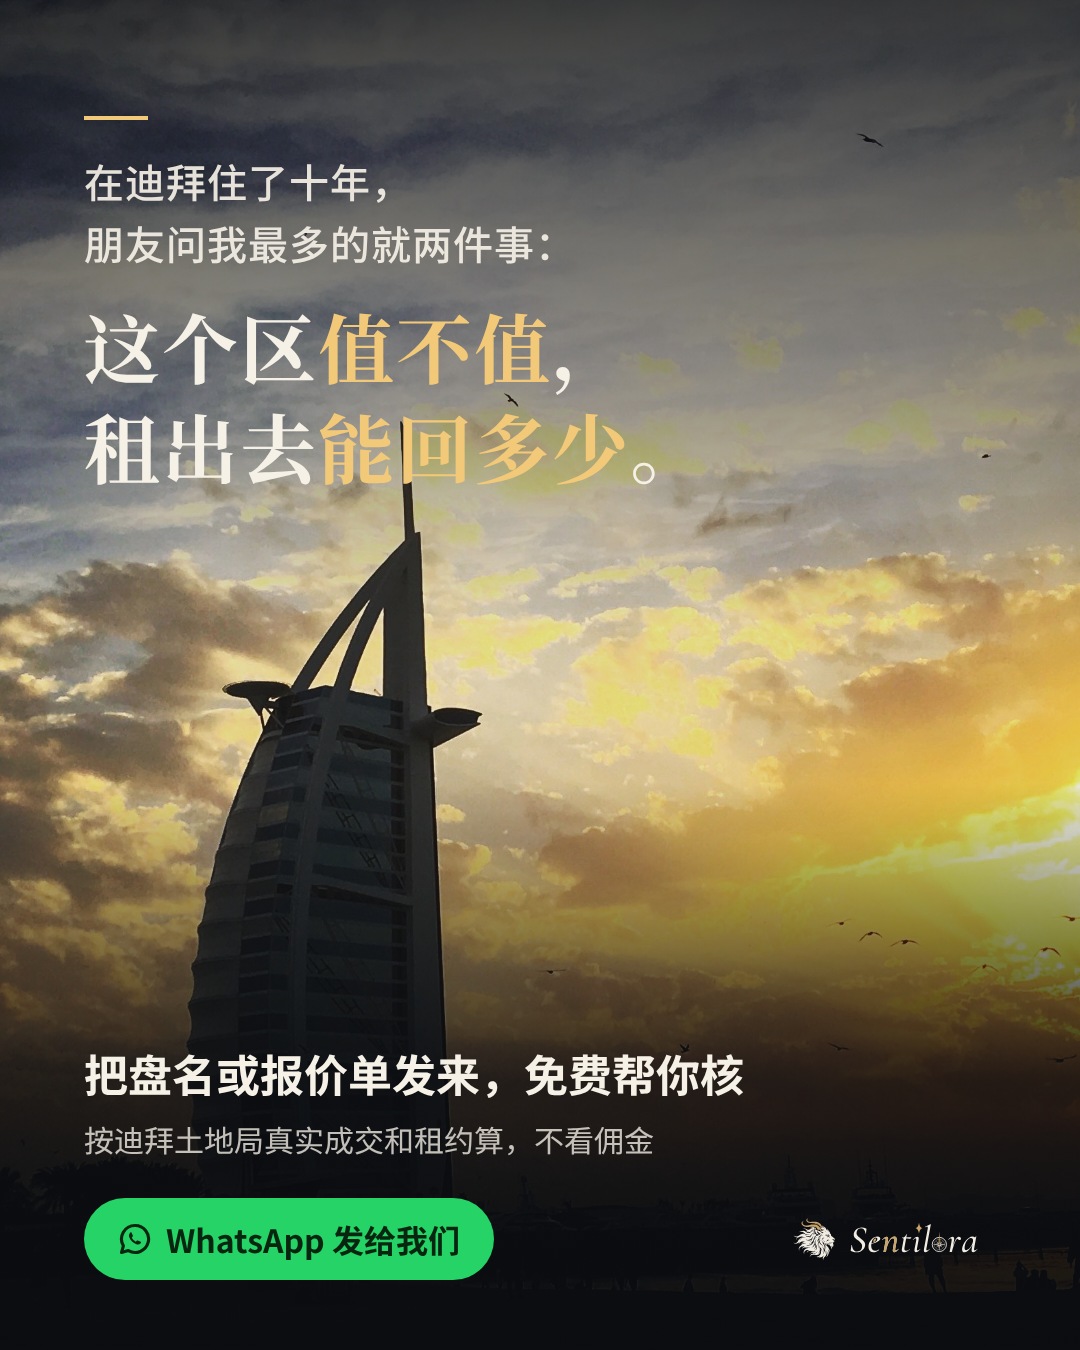 在迪拜住了十年，
朋友问我最多的就两件事：
这个区值不值，
租出去能回多少。
把盘名或报价单发来，免费帮你核
按迪拜土地局真实成交和租约算，不看佣金
WhatsApp 发给我们
Sentilora